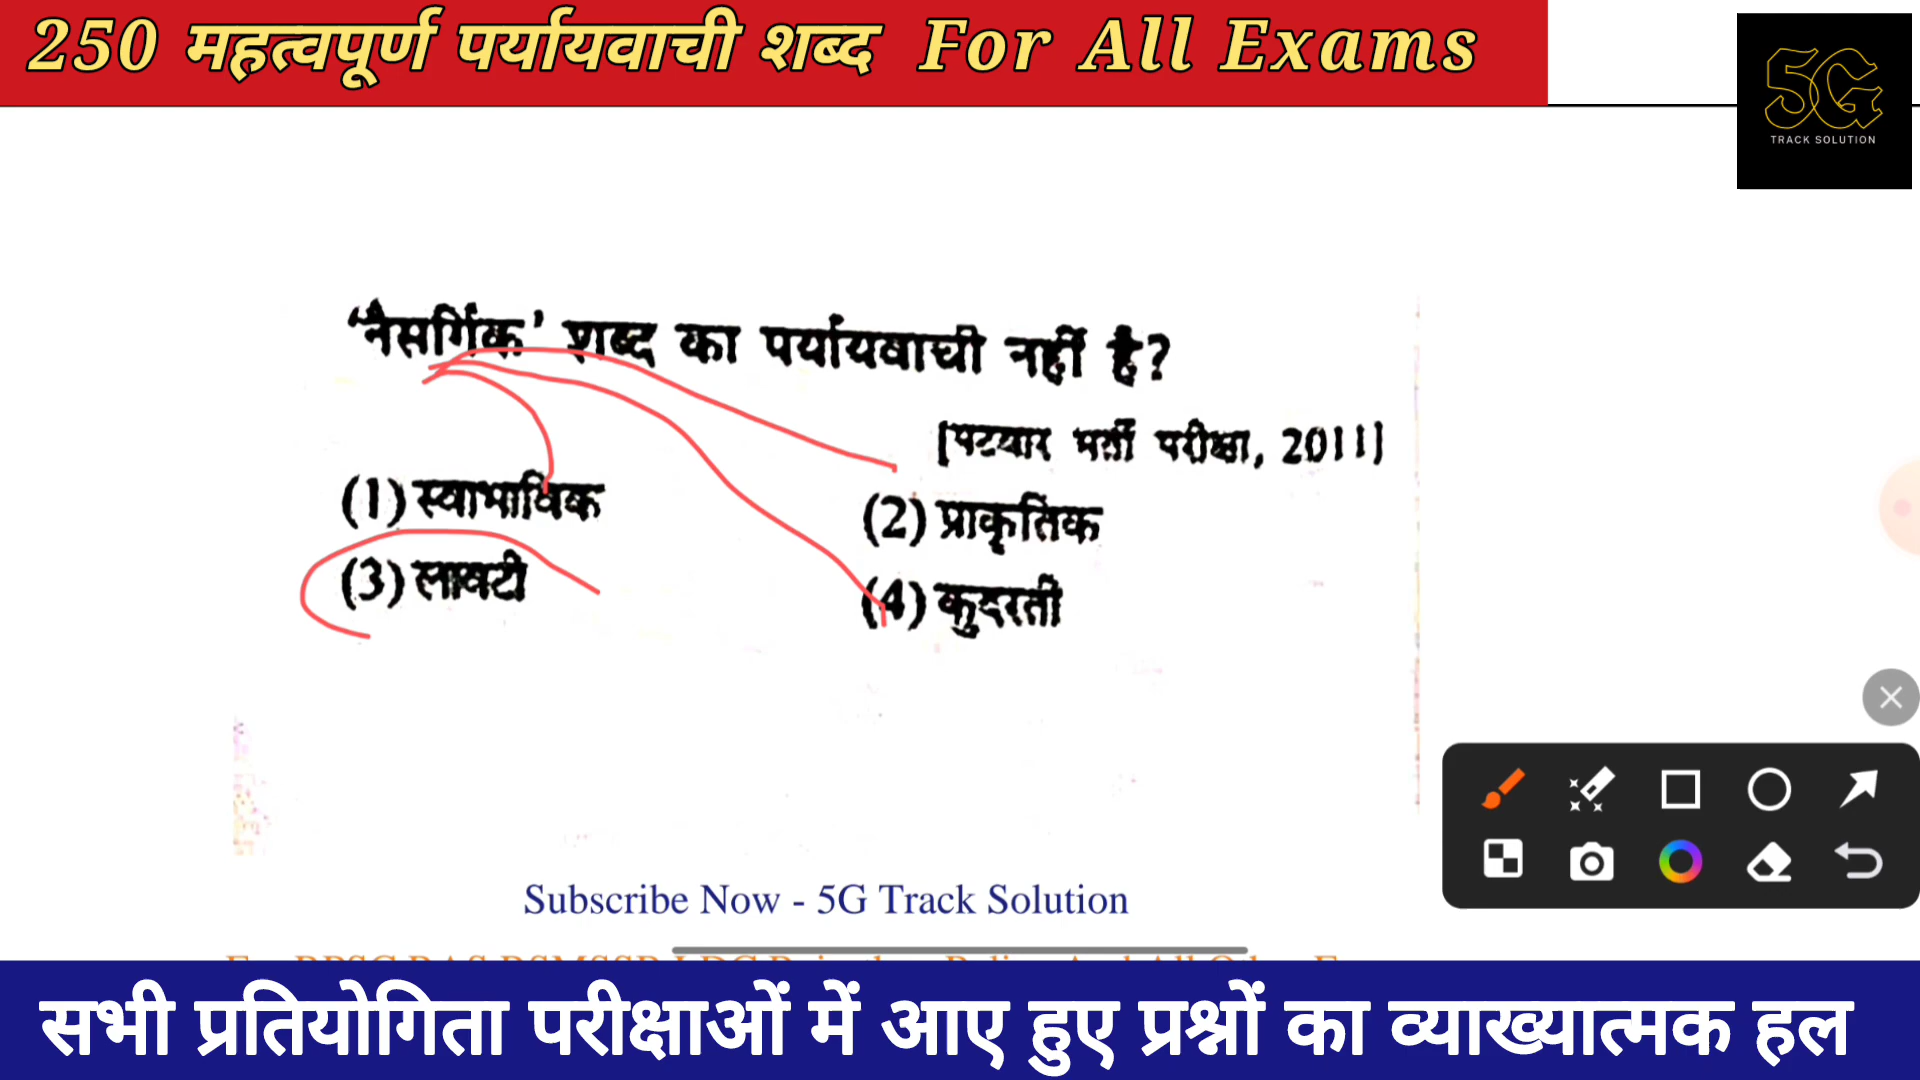 250 महत्वपूर्ण पर्यायवाची शब्द For All Exams
5G
TRACK SOLUTION
‘नैसर्गिक’ शब्द का पर्यायवाची नहीं है?
[पटवार भर्ती परीक्षा, 2011]
(1) स्वाभाविक (2) प्राकृतिक
(3) (4) कुदरती
Subscribe Now - 5G Track Solution
सभी प्रतियोगिता परीक्षाओं में आए हुए प्रश्नों का व्याख्यात्मक हल